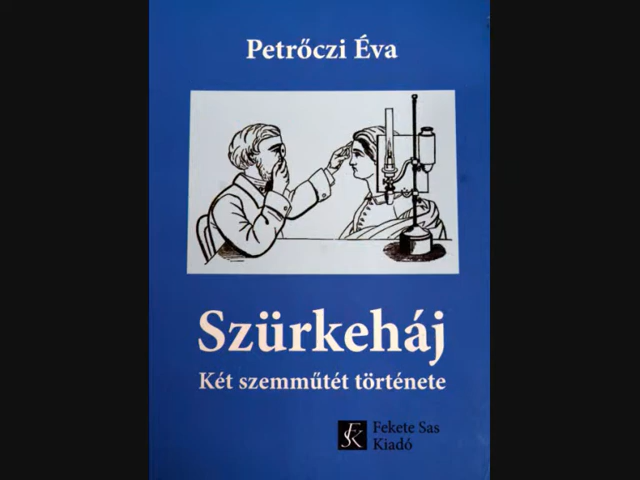 Petrőczi Éva
Szürkeháj
Két szemműtét története
FSK
Fekete Sas
Kiadó